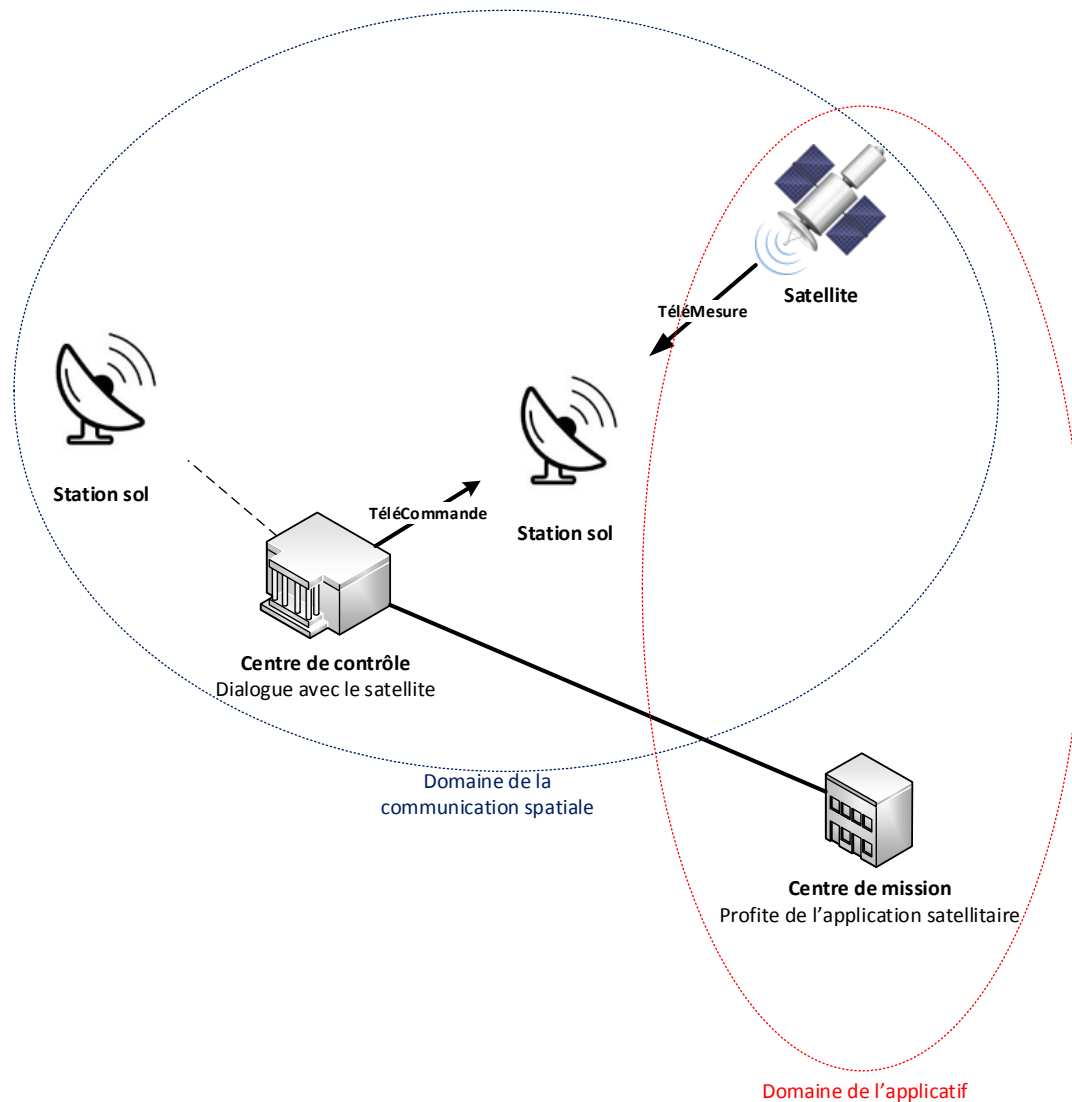 Satellite
TéléMesure
Station sol
TéléCommande
Station sol
Centre de contrôle
Dialogue avec le satellite
Domaine de la
communication spatiale
Centre de mission
Profite de l’application satellitaire
Domaine de l’applicatif